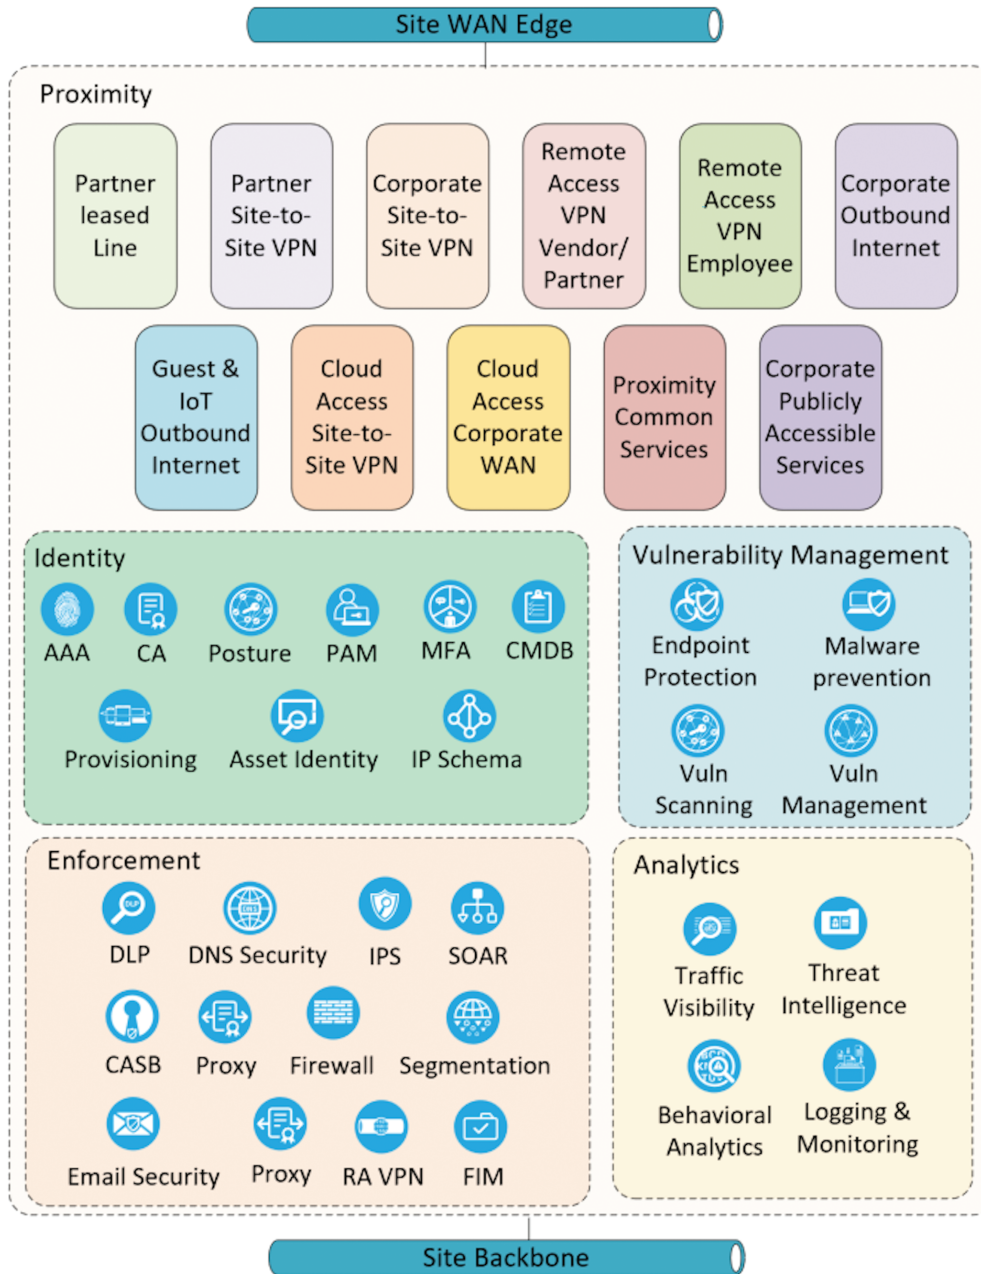 Site WAN Edge
Proximity
Partner
leased
Line
Partner
Site-to-
Site VPN
Corporate
Site-to-
Site VPN
Remote
Access
VPN
Vendor/
Partner
Remote
Access
VPN
Employee
Corporate
Outbound
Internet
Guest &
IoT
Outbound
Internet
Cloud
Access
Site-to-
Site VPN
Cloud
Access
Corporate
WAN
Proximity
Common
Services
Corporate
Publicly
Accessible
Services
Identity
AAA
CA
Posture
PAM
MFA
CMDB
Provisioning
Asset Identity
IP Schema
Vulnerability Management
Endpoint
Protection
Malware
prevention
Vuln
Scanning
Vuln
Management
Enforcement
DLP
DLP
DNS
DNS Security
IPS
SOAR
CASB
Proxy
Firewall
Segmentation
Email Security
Proxy
RA VPN
FIM
Analytics
Traffic
Visibility
Threat
Intelligence
Behavioral
Analytics
Logging &
Monitoring
Site Backbone